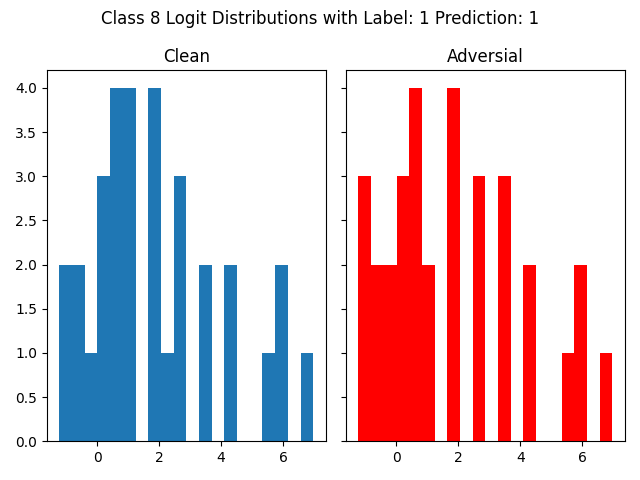 Class 8 Logit Distributions with Label: 1 Prediction: 1
Clean
Adversial
4.0
3.5
3.0
2.5
2.0
1.5
1.0
0.5
0.0
0 2 4 6
0 2 4 6